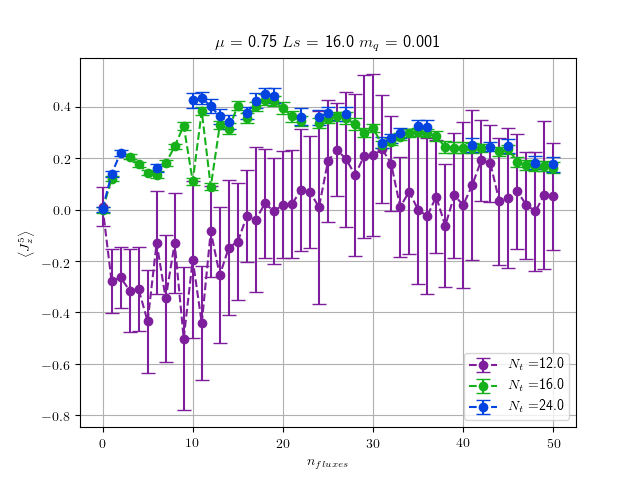 μ = 0.75 Ls = 16.0 m_q = 0.001
⟨J_z^5⟩
0.4
0.2
0.0
−0.2
−0.4
−0.6
−0.8
0 10 20 30 40 50
n_fluxes
N_t =12.0
N_t =16.0
N_t =24.0